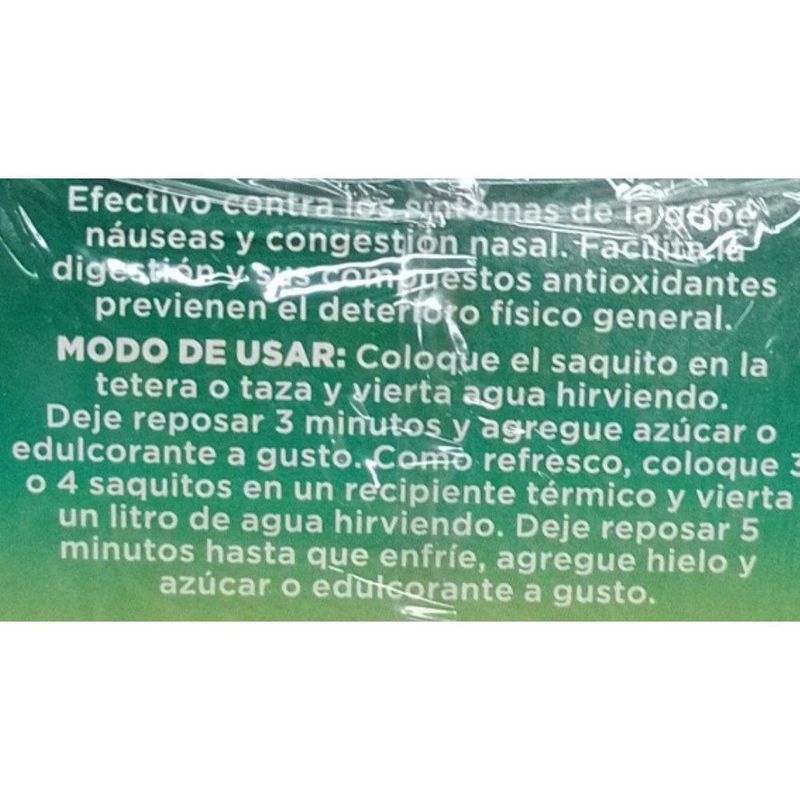 Efectivo contra los síntomas de la gripe,
náuseas y congestión nasal. Facilita la
digestión y sus compuestos antioxidantes
previenen el deterioro físico general.
MODO DE USAR: Coloque el saquito en la
tetera o taza y vierta agua hirviendo.
Deje reposar 3 minutos y agregue azúcar o
edulcorante a gusto. Como refresco, coloque 3
o 4 saquitos en un recipiente térmico y vierta
un litro de agua hirviendo. Deje reposar 5
minutos hasta que enfríe, agregue hielo y
azúcar o edulcorante a gusto.